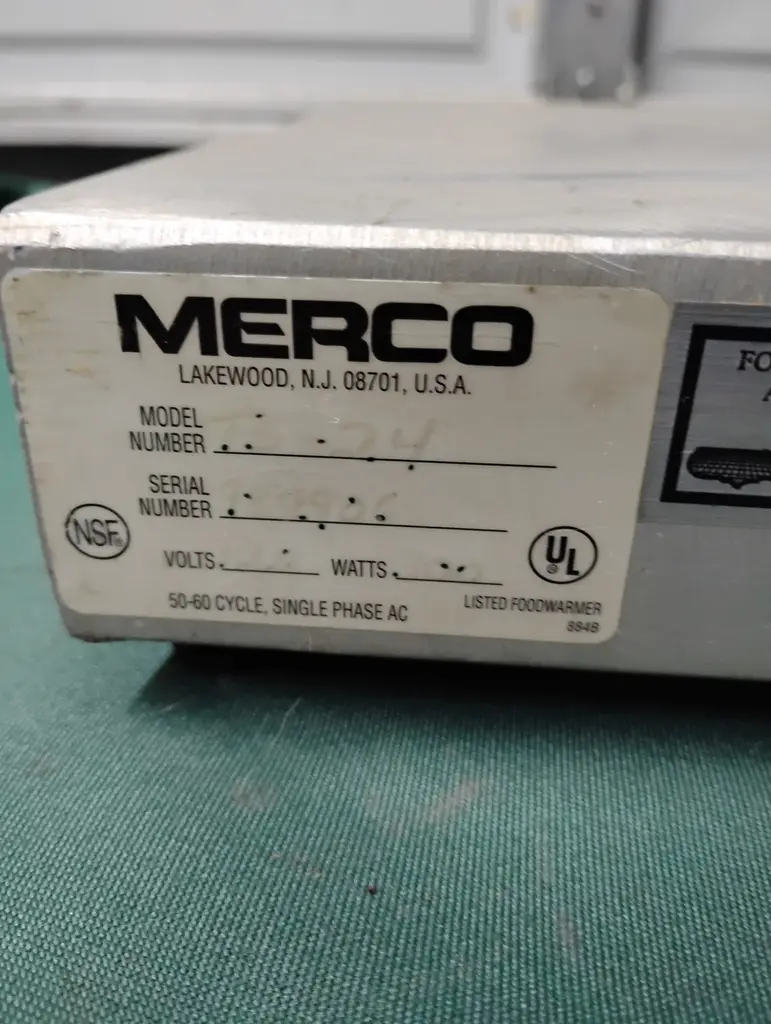 MERCO
LAKEWOOD, N.J. 08701, U.S.A.
MODEL
NUMBER 24
SERIAL
NUMBER
NSF®
VOLTS
WATTS
UL®
50-60 CYCLE, SINGLE PHASE AC
LISTED FOODWARMER
884B